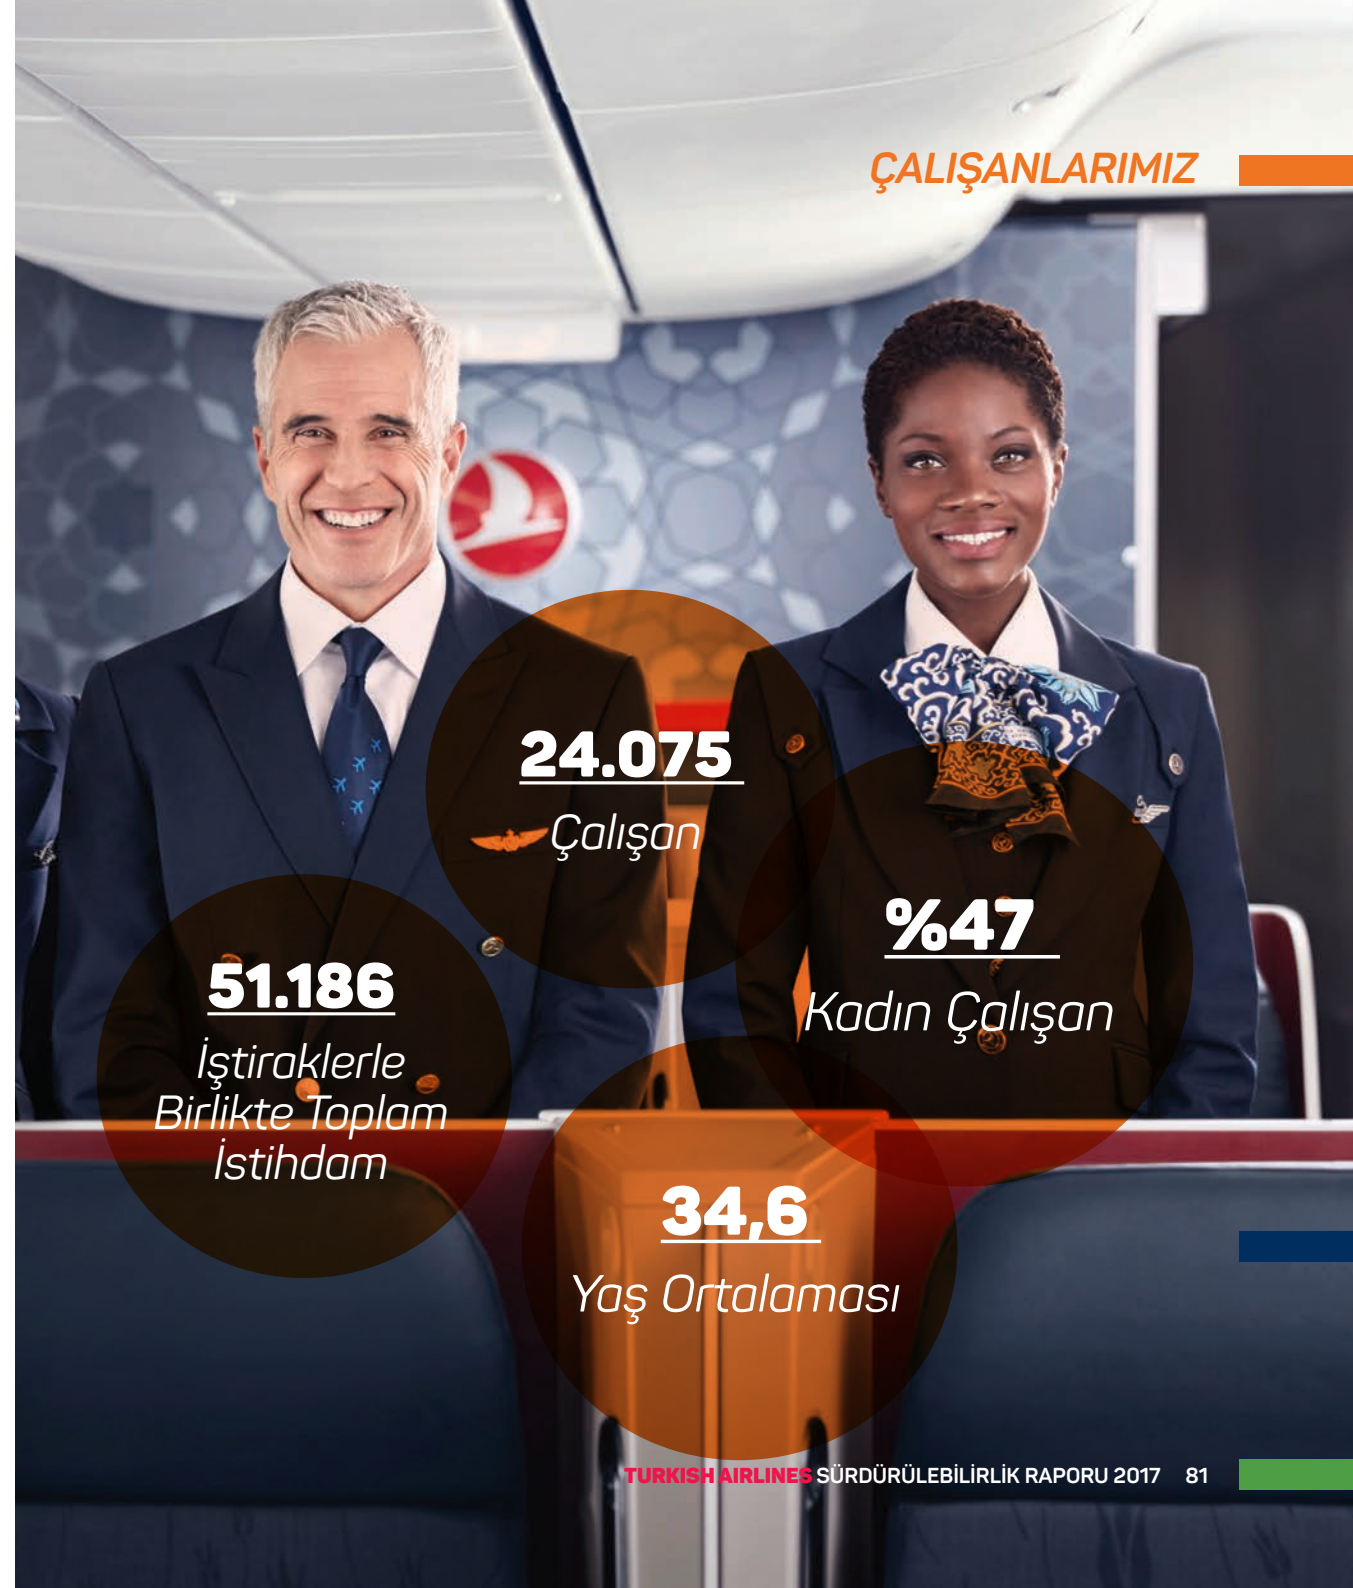 ÇALIŞANLARIMIZ
24.075
Çalışan
%47
Kadın Çalışan
51.186
İştiraklerle
Birlikte Toplam
İstihdam
34,6
Yaş Ortalaması
TURKISH AIRLINES SÜRDÜRÜLEBİLİRLİK RAPORU 2017 81